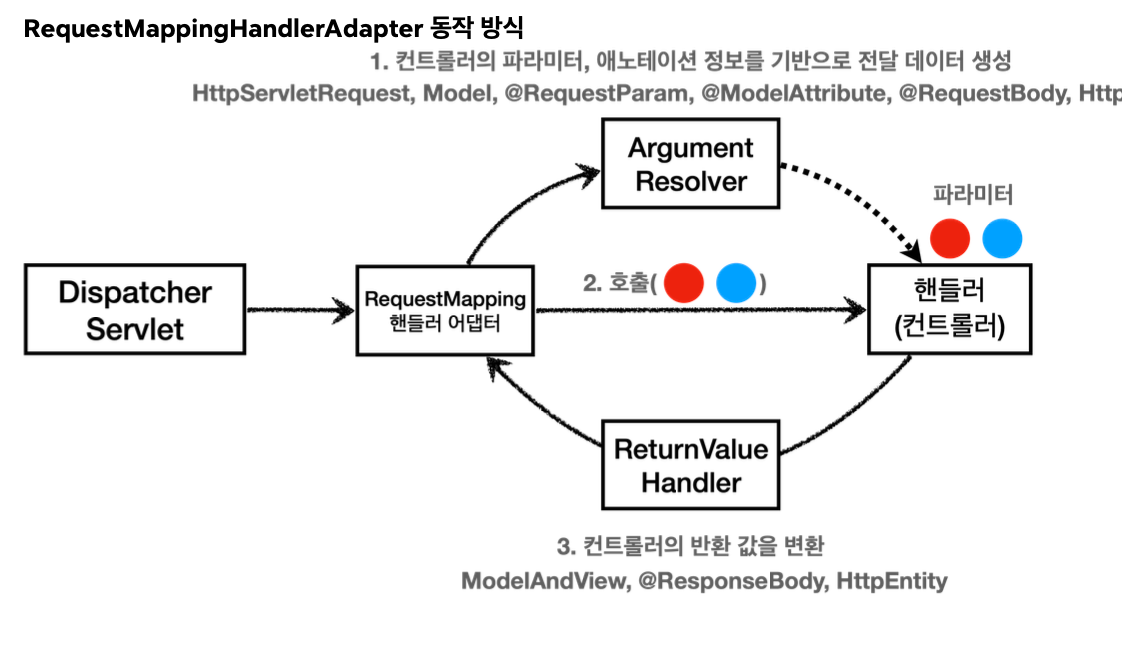 RequestMappingHandlerAdapter 동작 방식
1. 컨트롤러의 파라미터, 애노테이션 정보를 기반으로 전달 데이터 생성
HttpServletRequest, Model, @RequestParam, @ModelAttribute, @RequestBody, Http
Argument
Resolver
파라미터
Dispatcher
Servlet
RequestMapping
핸들러 어댑터
2. 호출( )
핸들러
(컨트롤러)
ReturnValue
Handler
3. 컨트롤러의 반환 값을 변환
ModelAndView, @ResponseBody, HttpEntity